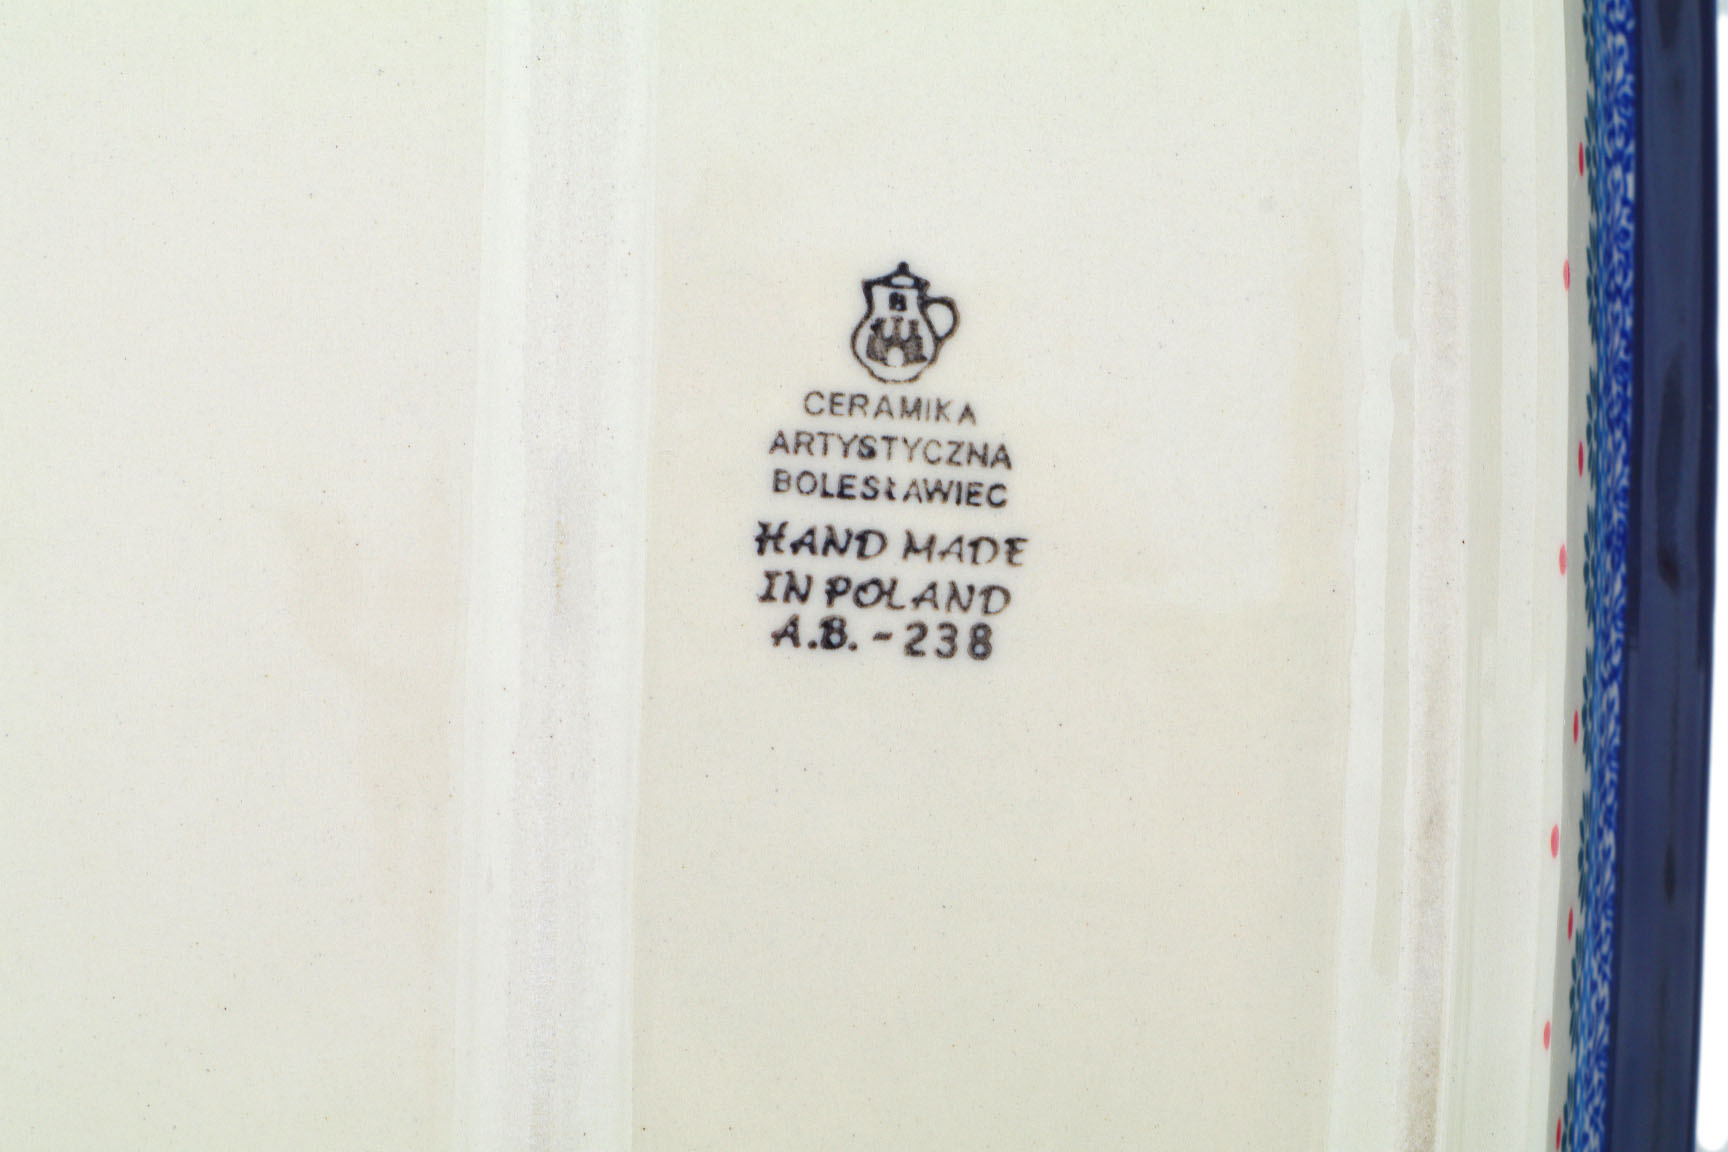 B
CERAMIKA
ARTYSTYCZNA
BOLESŁAWIEC
HAND MADE
IN POLAND
A.B. - 238